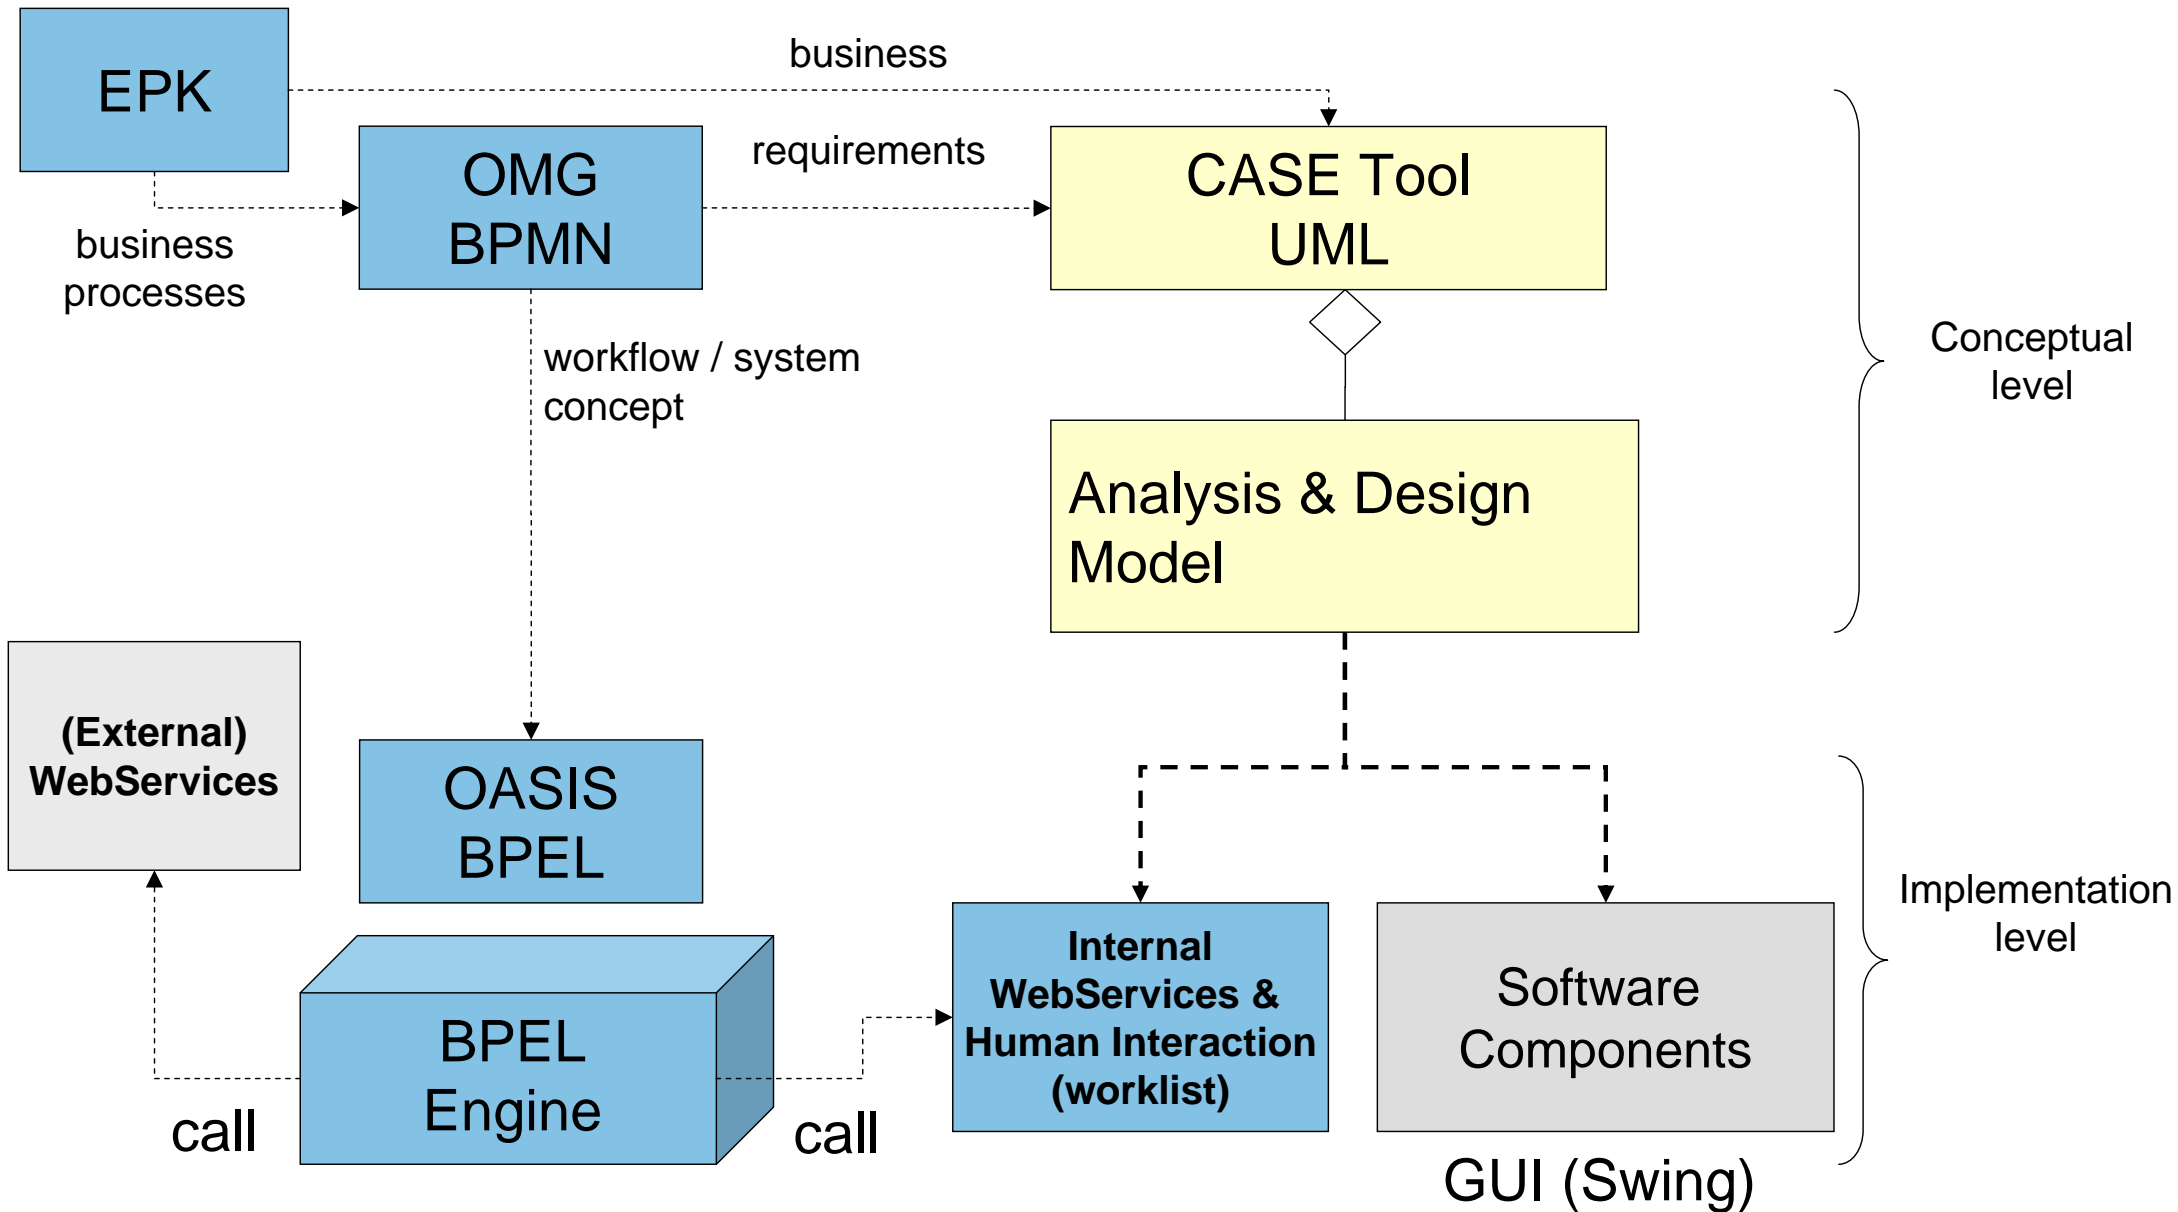 EPK
business
OMG
BPMN
requirements
CASE Tool
UML
business
processes
workflow / system
concept
Conceptual
level
Analysis & Design
Model
(External)
WebServices
OASIS
BPEL
Implementation
level
Internal
WebServices &
Human Interaction
(worklist)
Software
Components
BPEL
Engine
call
call
GUI (Swing)